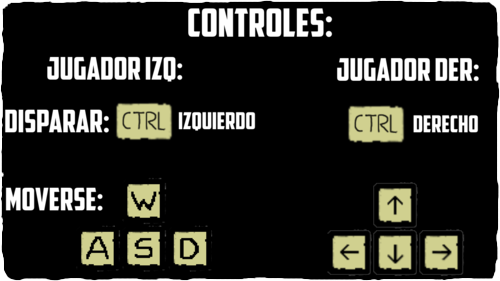 CONTROLES:
JUGADOR IZQ: JUGADOR DER:
DISPARAR: CTRL IZQUIERDO CTRL DERECHO
MOVERSE: W ↑
A S D ← ↓ →